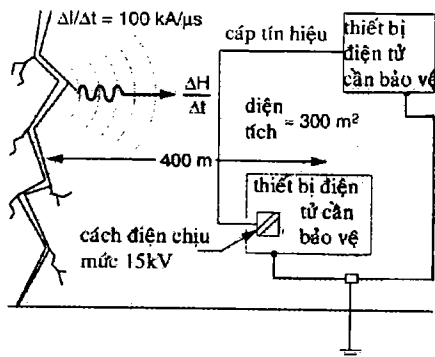 ΔI/Δt = 100 kA/μs
cáp tín hiệu
thiết bị
điện tử
cần bảo vệ
ΔH
Δt
diện
tích = 300 m²
400 m
thiết bị điện
tử cần
bảo vệ
cách điện chịu
mức 15kV